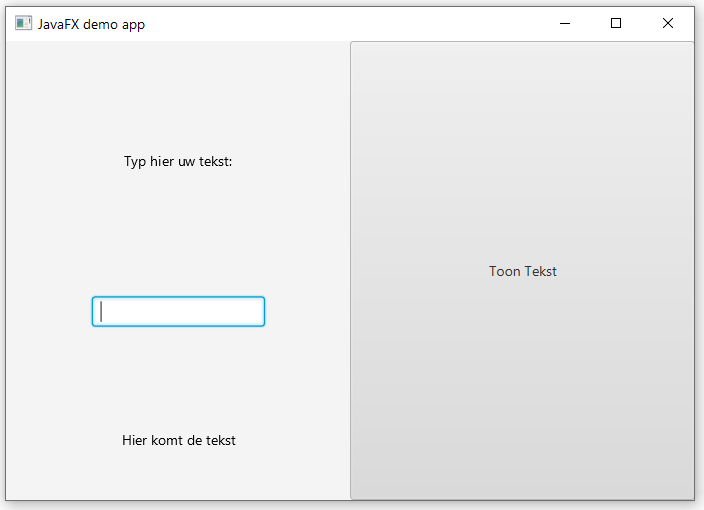 JavaFX demo app
Typ hier uw tekst:
Toon Tekst
Hier komt de tekst